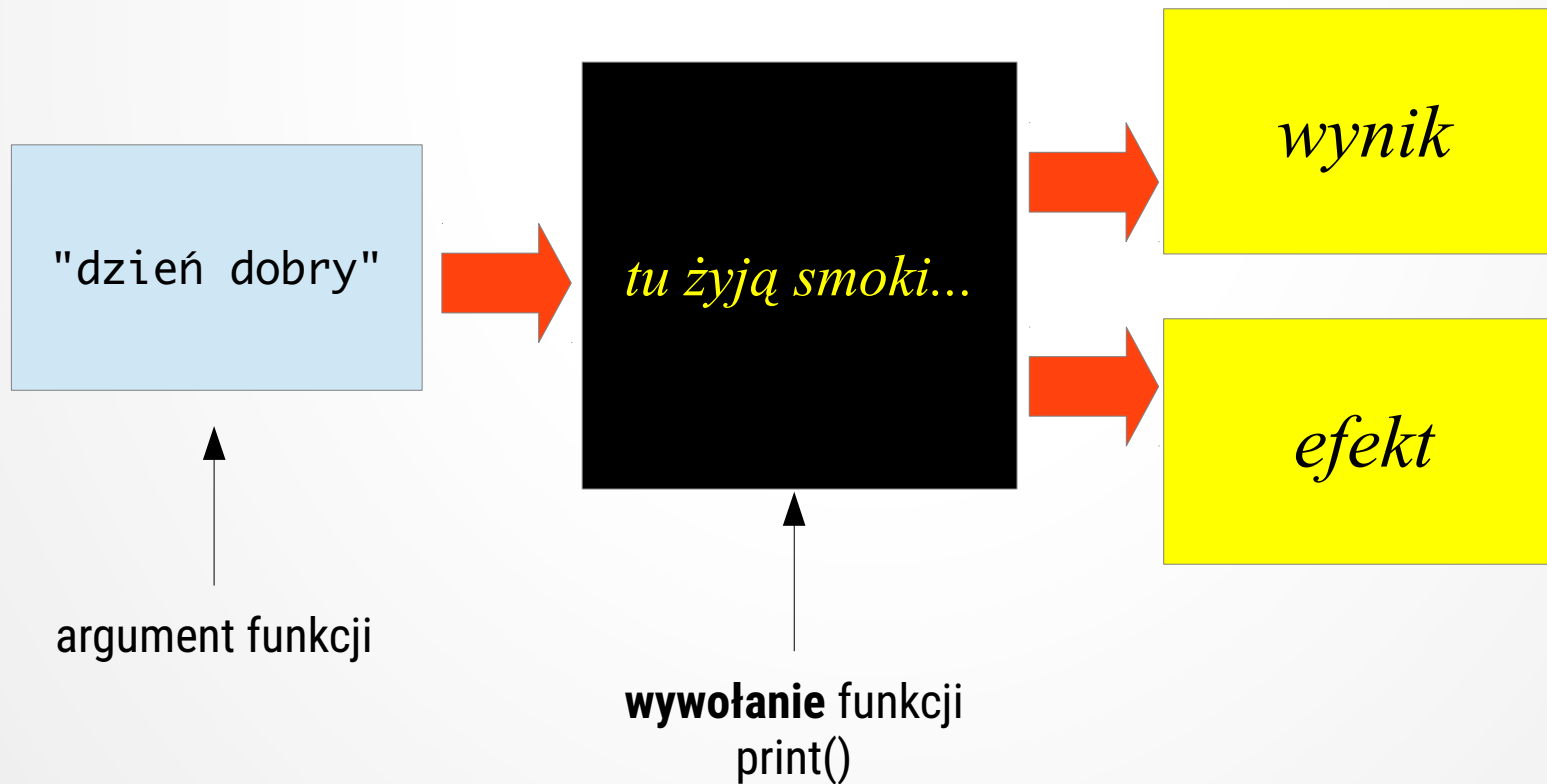 "dzień dobry"
tu żyją smoki...
wynik
efekt
argument funkcji
wywołanie funkcji
print()